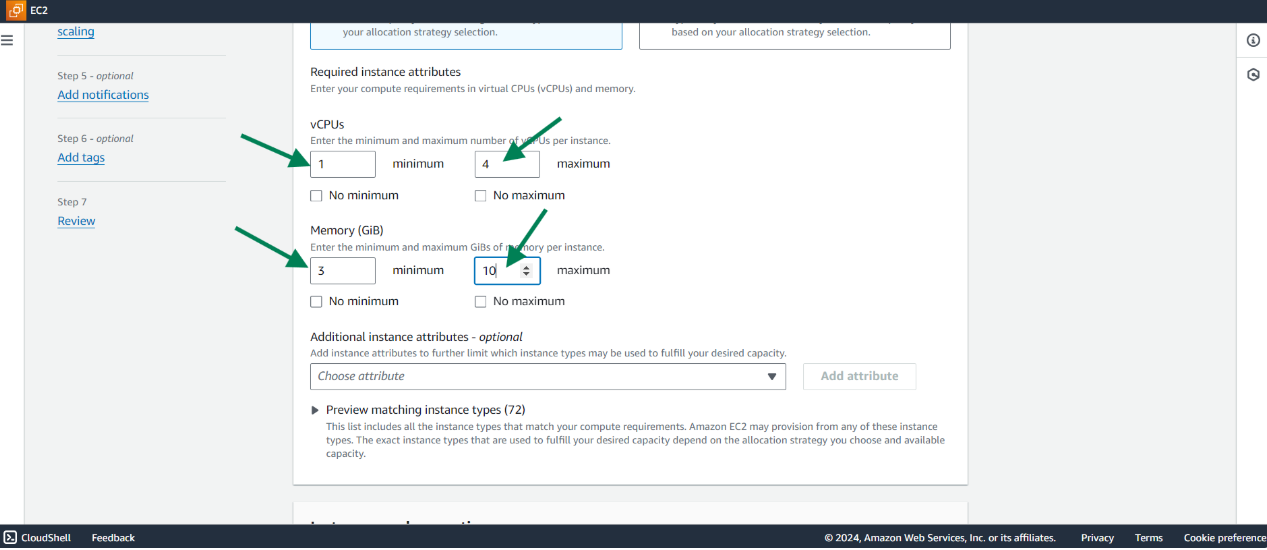 EC2
scaling
your allocation strategy selection.
based on your allocation strategy selection.
Required instance attributes
Enter your compute requirements in virtual CPUs (vCPUs) and memory.
Step 5 - optional
Add notifications
vCPUs
Enter the minimum and maximum number of vCPUs per instance.
1 minimum 4 maximum
No minimum No maximum
Step 6 - optional
Add tags
Step 7
Review
Memory (GiB)
Enter the minimum and maximum GiBs of memory per instance.
3 minimum 10 maximum
No minimum No maximum
Additional instance attributes - optional
Add instance attributes to further limit which instance types may be used to fulfill your desired capacity.
Choose attribute Add attribute
Preview matching instance types (72)
This list includes all the instance types that match your compute requirements. Amazon EC2 may provision from any of these instance
types. The exact instance types that are used to fulfill your desired capacity depend on the allocation strategy you choose and available
capacity.
CloudShell Feedback © 2024, Amazon Web Services, Inc. or its affiliates. Privacy Terms Cookie preference